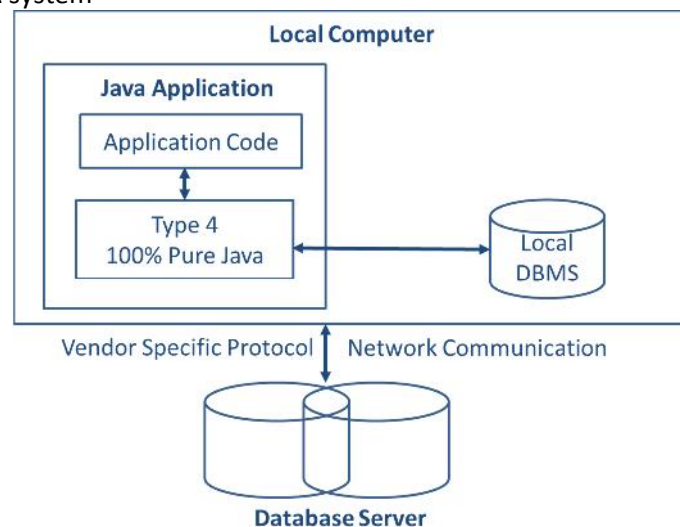 system
Local Computer
Java Application
Application Code
Type 4
100% Pure Java
Local
DBMS
Vendor Specific Protocol
Network Communication
Database Server